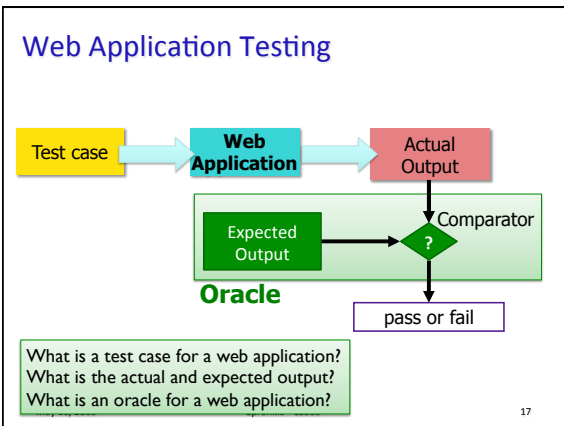 Web Application Testing
Test case
Web
Application
Actual
Output
Comparator
Expected
Output
?
Oracle
pass or fail
What is a test case for a web application?
What is the actual and expected output?
What is an oracle for a web application?
17